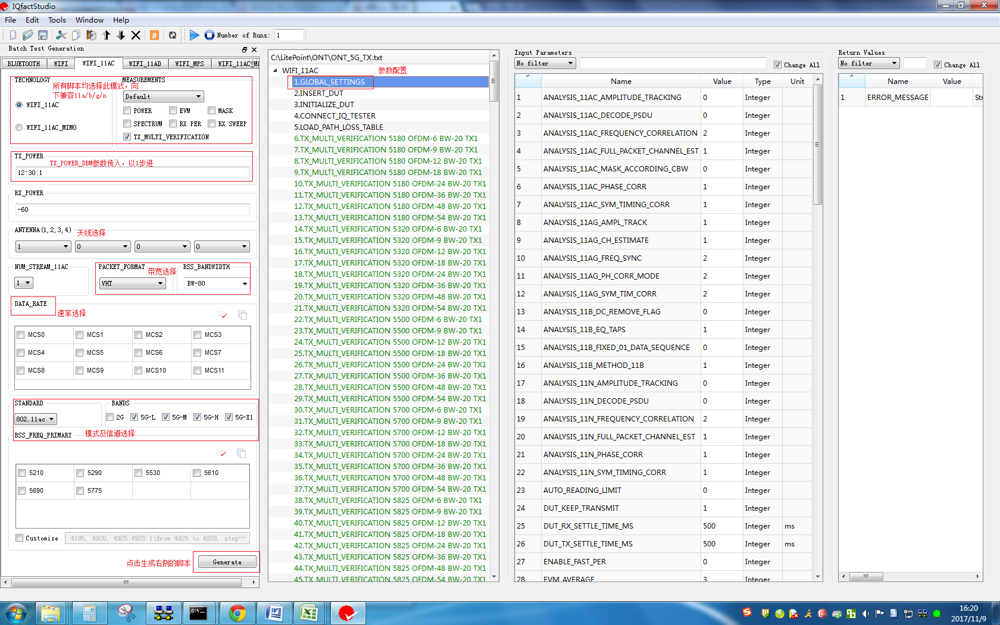 IQfactStudio
File Edit Tools Window Help
Number of Runs: 1
Batch Test Generation
BLUETOOTH WIFI WIFI_11AC WIFI_11AD WIFI_MPS WIFI_11AC_MI
TECHNOLOGY
所有脚本均选择此模式，向
下兼容11a/b/g/n
WIFI_11AC
WIFI_11AC_MIMO
MEASUREMENTS
Default
POWER EVM MASK
SPECTRUM RX PER RX SWEEP
TX_MULTI_VERIFICATION
TX_POWER
TX_POWER_DBM参数传入，以1步进
12:30:1
RX_POWER
-60
ANTENNA(1,2,3,4) 天线选择
1 0 0 0
NUM_STREAM_11AC
1
PACKET_FORMAT 带宽选择 BSS_BANDWIDTH
VHT BW-80
DATA_RATE
速率选择
MCS0 MCS1 MCS2 MCS3
MCS4 MCS5 MCS6 MCS7
MCS8 MCS9 MCS10 MCS11
STANDARD BANDS
802.11ac 2G 5G-L 5G-M 5G-H 5G-X1
BSS_FREQ_PRIMARY 模式及信道选择
5210 5290 5530 5610
5690 5775
Customize 4195, 4920, 4925:4928:1(from 4925 to 4928, step…
点击生成右侧的脚本 Generate
C:\LitePoint\ONT\ONT_5G_TX.txt
WIFI_11AC 参数配置
1.GLOBAL_SETTINGS
2.INSERT_DUT
3.INITIALIZE_DUT
4.CONNECT_IQ_TESTER
5.LOAD_PATH_LOSS_TABLE
6.TX_MULTI_VERIFICATION 5180 OFDM-6 BW-20 TX1
7.TX_MULTI_VERIFICATION 5180 OFDM-9 BW-20 TX1
8.TX_MULTI_VERIFICATION 5180 OFDM-12 BW-20 TX1
9.TX_MULTI_VERIFICATION 5180 OFDM-18 BW-20 TX1
10.TX_MULTI_VERIFICATION 5180 OFDM-24 BW-20 TX1
11.TX_MULTI_VERIFICATION 5180 OFDM-36 BW-20 TX1
12.TX_MULTI_VERIFICATION 5180 OFDM-48 BW-20 TX1
13.TX_MULTI_VERIFICATION 5180 OFDM-54 BW-20 TX1
14.TX_MULTI_VERIFICATION 5320 OFDM-6 BW-20 TX1
15.TX_MULTI_VERIFICATION 5320 OFDM-9 BW-20 TX1
16.TX_MULTI_VERIFICATION 5320 OFDM-12 BW-20 TX1
17.TX_MULTI_VERIFICATION 5320 OFDM-18 BW-20 TX1
18.TX_MULTI_VERIFICATION 5320 OFDM-24 BW-20 TX1
19.TX_MULTI_VERIFICATION 5320 OFDM-36 BW-20 TX1
20.TX_MULTI_VERIFICATION 5320 OFDM-48 BW-20 TX1
21.TX_MULTI_VERIFICATION 5320 OFDM-54 BW-20 TX1
22.TX_MULTI_VERIFICATION 5500 OFDM-6 BW-20 TX1
23.TX_MULTI_VERIFICATION 5500 OFDM-9 BW-20 TX1
24.TX_MULTI_VERIFICATION 5500 OFDM-12 BW-20 TX1
25.TX_MULTI_VERIFICATION 5500 OFDM-18 BW-20 TX1
26.TX_MULTI_VERIFICATION 5500 OFDM-24 BW-20 TX1
27.TX_MULTI_VERIFICATION 5500 OFDM-36 BW-20 TX1
28.TX_MULTI_VERIFICATION 5500 OFDM-48 BW-20 TX1
29.TX_MULTI_VERIFICATION 5500 OFDM-54 BW-20 TX1
30.TX_MULTI_VERIFICATION 5700 OFDM-6 BW-20 TX1
31.TX_MULTI_VERIFICATION 5700 OFDM-9 BW-20 TX1
32.TX_MULTI_VERIFICATION 5700 OFDM-12 BW-20 TX1
33.TX_MULTI_VERIFICATION 5700 OFDM-18 BW-20 TX1
34.TX_MULTI_VERIFICATION 5700 OFDM-24 BW-20 TX1
35.TX_MULTI_VERIFICATION 5700 OFDM-36 BW-20 TX1
36.TX_MULTI_VERIFICATION 5700 OFDM-48 BW-20 TX1
37.TX_MULTI_VERIFICATION 5700 OFDM-54 BW-20 TX1
38.TX_MULTI_VERIFICATION 5825 OFDM-6 BW-20 TX1
39.TX_MULTI_VERIFICATION 5825 OFDM-9 BW-20 TX1
40.TX_MULTI_VERIFICATION 5825 OFDM-12 BW-20 TX1
41.TX_MULTI_VERIFICATION 5825 OFDM-18 BW-20 TX1
42.TX_MULTI_VERIFICATION 5825 OFDM-24 BW-20 TX1
43.TX_MULTI_VERIFICATION 5825 OFDM-36 BW-20 TX1
44.TX_MULTI_VERIFICATION 5825 OFDM-48 BW-20 TX1
45.TX_MULTI_VERIFICATION 5825 OFDM-54 BW-20 TX1
Input Parameters
No filter Change All
Name Value Type Unit
1 ANALYSIS_11AC_AMPLITUDE_TRACKING 0 Integer
2 ANALYSIS_11AC_DECODE_PSDU 0 Integer
3 ANALYSIS_11AC_FREQUENCY_CORRELATION 2 Integer
4 ANALYSIS_11AC_FULL_PACKET_CHANNEL_EST 1 Integer
5 ANALYSIS_11AC_MASK_ACCORDING_CBW 0 Integer
6 ANALYSIS_11AC_PHASE_CORR 1 Integer
7 ANALYSIS_11AC_SYM_TIMING_CORR 1 Integer
8 ANALYSIS_11AG_AMPL_TRACK 1 Integer
9 ANALYSIS_11AG_CH_ESTIMATE 1 Integer
10 ANALYSIS_11AG_FREQ_SYNC 2 Integer
11 ANALYSIS_11AG_PH_CORR_MODE 2 Integer
12 ANALYSIS_11AG_SYM_TIM_CORR 2 Integer
13 ANALYSIS_11B_DC_REMOVE_FLAG 0 Integer
14 ANALYSIS_11B_EQ_TAPS 1 Integer
15 ANALYSIS_11B_FIXED_01_DATA_SEQUENCE 0 Integer
16 ANALYSIS_11B_METHOD_11B 1 Integer
17 ANALYSIS_11N_AMPLITUDE_TRACKING 0 Integer
18 ANALYSIS_11N_DECODE_PSDU 0 Integer
19 ANALYSIS_11N_FREQUENCY_CORRELATION 2 Integer
20 ANALYSIS_11N_FULL_PACKET_CHANNEL_EST 1 Integer
21 ANALYSIS_11N_PHASE_CORR 1 Integer
22 ANALYSIS_11N_SYM_TIMING_CORR 1 Integer
23 AUTO_READING_LIMIT 0 Integer
24 DUT_KEEP_TRANSMIT 1 Integer
25 DUT_RX_SETTLE_TIME_MS 500 Integer ms
26 DUT_TX_SETTLE_TIME_MS 500 Integer ms
27 ENABLE_FAST_PER 0 Integer
28 EVM_AVERAGE 3 Integer
Return Values
No filter Change All
Name Value
1 ERROR_MESSAGE Str
16:20
2017/11/9